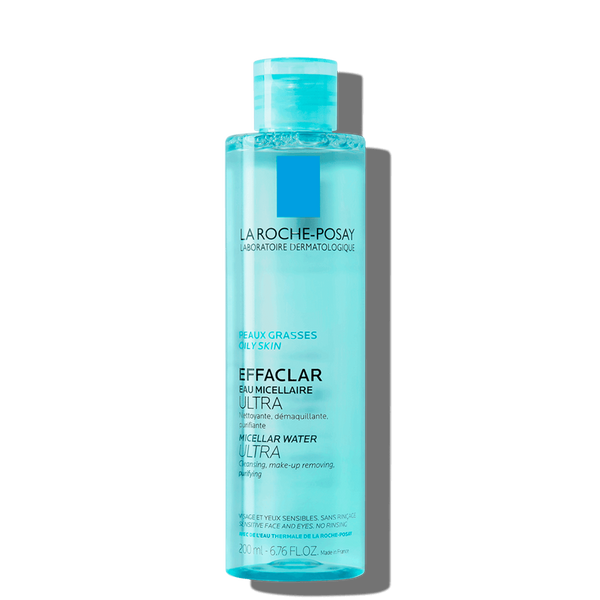 LA ROCHE-POSAY
LABORATOIRE DERMATOLOGIQUE
PEAUX GRASSES
OILY SKIN
EFFACLAR
EAU MICELLAIRE
ULTRA
Nettoyante, démaquillante,
purifiante
MICELLAR WATER
ULTRA
Cleansing, make-up removing,
purifying
VISAGE ET YEUX SENSIBLES. SANS RINÇAGE
SENSITIVE FACE AND EYES. NO RINSING
AVEC DE L'EAU THERMALE DE LA ROCHE-POSAY
200 ml - 6.76 FL.OZ. Made in France